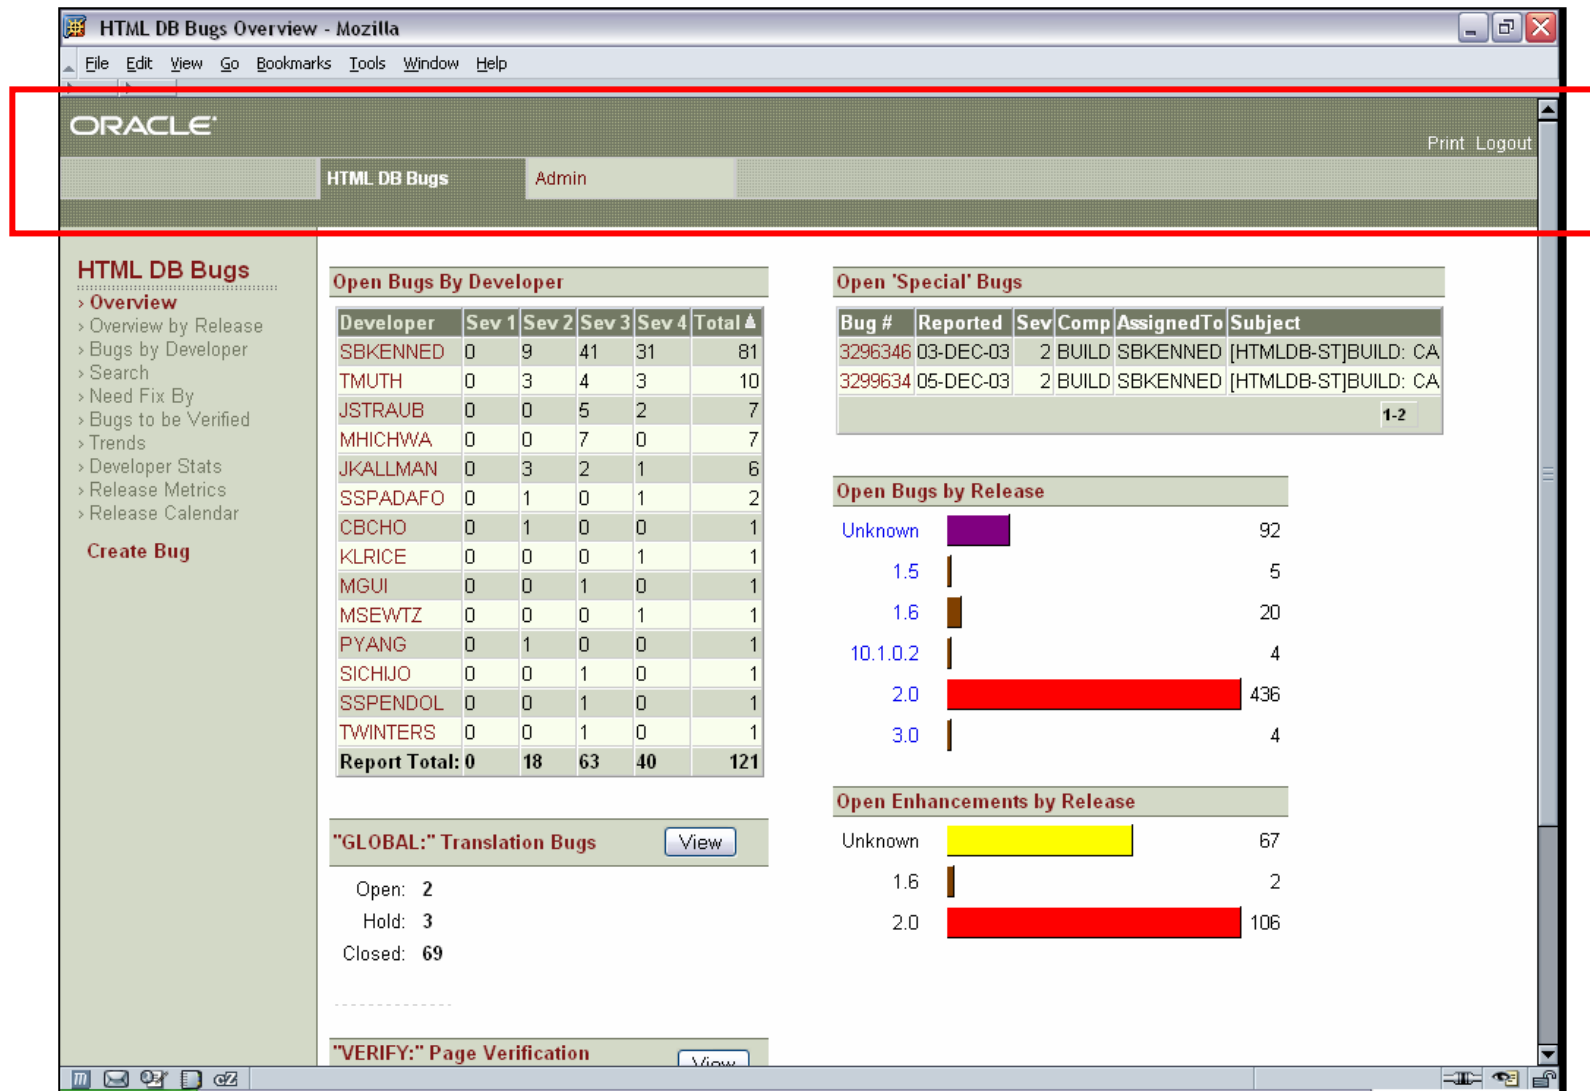 HTML DB Bugs Overview - Mozilla
File Edit View Go Bookmarks Tools Window Help
ORACLE
Print Logout
HTML DB Bugs Admin
HTML DB Bugs
› Overview
› Overview by Release
› Bugs by Developer
› Search
› Need Fix By
› Bugs to be Verified
› Trends
› Developer Stats
› Release Metrics
› Release Calendar
Create Bug
Open Bugs By Developer
Developer Sev 1 Sev 2 Sev 3 Sev 4 Total
SBKENNED 0 9 41 31 81
TMUTH 0 3 4 3 10
JSTRAUB 0 0 5 2 7
MHICHWA 0 0 7 0 7
JKALLMAN 0 3 2 1 6
SSPADAFO 0 1 0 1 2
CBCHO 0 1 0 0 1
KLRICE 0 0 0 1 1
MGUI 0 0 1 0 1
MSEWTZ 0 0 0 1 1
PYANG 0 1 0 0 1
SICHIJO 0 0 1 0 1
SSPENDOL 0 0 1 0 1
TWINTERS 0 0 1 0 1
Report Total: 0 18 63 40 121
"GLOBAL:" Translation Bugs View
Open: 2
Hold: 3
Closed: 69
"VERIFY:" Page Verification View
Open 'Special' Bugs
Bug # Reported Sev Comp AssignedTo Subject
3296346 03-DEC-03 2 BUILD SBKENNED [HTMLDB-ST]BUILD: CA
3299634 05-DEC-03 2 BUILD SBKENNED [HTMLDB-ST]BUILD: CA
1-2
Open Bugs by Release
Unknown 92
1.5 5
1.6 20
10.1.0.2 4
2.0 436
3.0 4
Open Enhancements by Release
Unknown 67
1.6 2
2.0 106